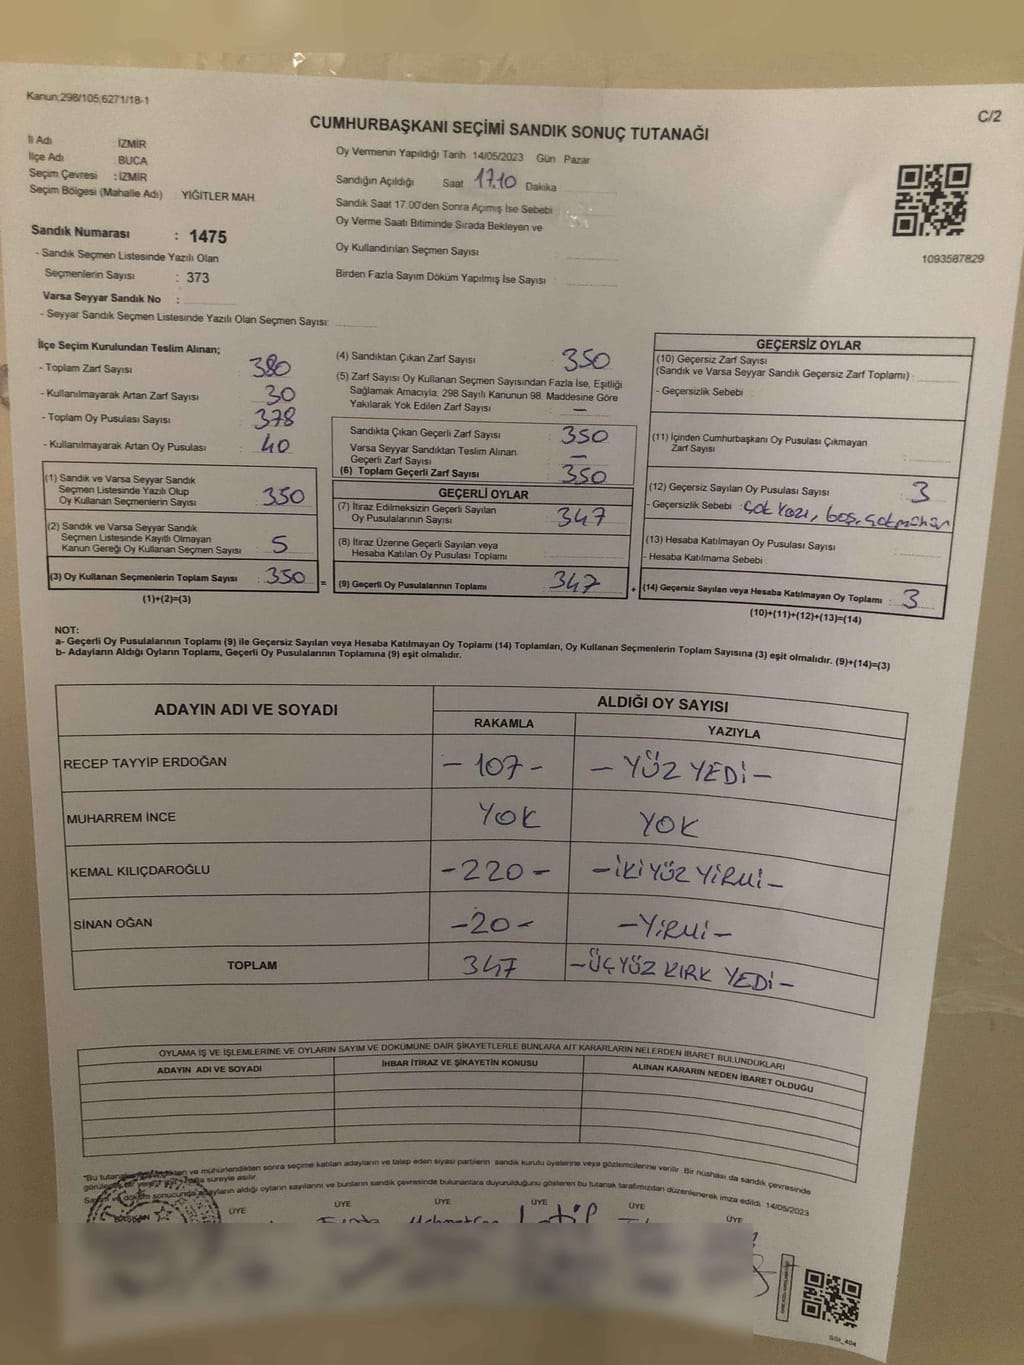 Kanun;298/105;6271/18-1
C/2
CUMHURBAŞKANI SEÇİMİ SANDIK SONUÇ TUTANAĞI
İl Adı : İZMİR
İlçe Adı : BUCA
Seçim Çevresi : İZMİR
Seçim Bölgesi (Mahalle Adı) : YİĞİTLER MAH.
Oy Vermenin Yapıldığı Tarih 14/05/2023 Gün Pazar
Sandığın Açıldığı Saat 17.10 Dakika
Sandık Saat 17.00'den Sonra Açımış İse Sebebi
Oy Verme Saati Bitiminde Sırada Bekleyen ve
Oy Kullandırılan Seçmen Sayısı :
Birden Fazla Sayım Döküm Yapılmış İse Sayısı :
1093587829
Sandık Numarası : 1475
- Sandık Seçmen Listesinde Yazılı Olan
Seçmenlerin Sayısı : 373
Varsa Seyyar Sandık No :
- Seyyar Sandık Seçmen Listesinde Yazılı Olan Seçmen Sayısı:
İlçe Seçim Kurulundan Teslim Alınan;
- Toplam Zarf Sayısı : 380
- Kullanılmayarak Artan Zarf Sayısı : 30
- Toplam Oy Pusulası Sayısı : 378
- Kullanılmayarak Artan Oy Pusulası : 40
(1) Sandık ve Varsa Seyyar Sandık
Seçmen Listesinde Yazılı Olup
Oy Kullanan Seçmenlerin Sayısı : 350
(2) Sandık ve Varsa Seyyar Sandık
Seçmen Listesinde Kayıtlı Olmayan
Kanun Gereği Oy Kullanan Seçmen Sayısı : 5
(3) Oy Kullanan Seçmenlerin Toplam Sayısı : 350
(1)+(2)=(3)
=
(4) Sandıktan Çıkan Zarf Sayısı : 350
(5) Zarf Sayısı Oy Kullanan Seçmen Sayısından Fazla İse, Eşitliği
Sağlamak Amacıyla, 298 Sayılı Kanunun 98. Maddesine Göre
Yakılarak Yok Edilen Zarf Sayısı : —
Sandıkta Çıkan Geçerli Zarf Sayısı : 350
Varsa Seyyar Sandıktan Teslim Alınan
Geçerli Zarf Sayısı : —
(6) Toplam Geçerli Zarf Sayısı : 350
GEÇERLİ OYLAR
(7) İtiraz Edilmeksizin Geçerli Sayılan
Oy Pusulalarının Sayısı : 347
(8) İtiraz Üzerine Geçerli Sayılan veya
Hesaba Katılan Oy Pusulası Toplamı :
(9) Geçerli Oy Pusulalarının Toplamı : 347
+
GEÇERSİZ OYLAR
(10) Geçersiz Zarf Sayısı
(Sandık ve Varsa Seyyar Sandık Geçersiz Zarf Toplamı) :
- Geçersizlik Sebebi :
(11) İçinden Cumhurbaşkanı Oy Pusulası Çıkmayan
Zarf Sayısı :
(12) Geçersiz Sayılan Oy Pusulası Sayısı : 3
- Geçersizlik Sebebi : çok yazı, boş, çok mühür
(13) Hesaba Katılmayan Oy Pusulası Sayısı :
- Hesaba Katılmama Sebebi :
(14) Geçersiz Sayılan veya Hesaba Katılmayan Oy Toplamı : 3
(10)+(11)+(12)+(13)=(14)
NOT:
a- Geçerli Oy Pusulalarının Toplamı (9) ile Geçersiz Sayılan veya Hesaba Katılmayan Oy Toplamı (14) Toplamları, Oy Kullanan Seçmenlerin Toplam Sayısına (3) eşit olmalıdır. (9)+(14)=(3)
b- Adayların Aldığı Oyların Toplamı, Geçerli Oy Pusulalarının Toplamına (9) eşit olmalıdır.
ADAYIN ADI VE SOYADI
ALDIĞI OY SAYISI
RAKAMLA YAZIYLA
RECEP TAYYİP ERDOĞAN - 107 - - YÜZ YEDİ -
MUHARREM İNCE YOK YOK
KEMAL KILIÇDAROĞLU - 220 - - İKİ YÜZ YİRMİ -
SİNAN OĞAN - 20 - - YİRMİ -
TOPLAM 347 - ÜÇ YÜZ KIRK YEDİ -
OYLAMA İŞ VE İŞLEMLERİNE VE OYLARIN SAYIM VE DÖKÜMÜNE DAİR ŞİKAYETLERLE BUNLARA AİT KARARLARIN NELERDEN İBARET BULUNDUKLARI
ADAYIN ADI VE SOYADI İHBAR İTİRAZ VE ŞİKAYETİN KONUSU ALINAN KARARIN NEDEN İBARET OLDUĞU
*Bu ve mühürlendikten sonra seçime katılan adayların ve talep eden siyasi partilerin sandık kurulu üyelerine veya gözlemcilerine verilir. Bir nüshası da sandık çevresinde
süreyle asılır.
sonucunda adayların aldığı oyların sayılarını ve bunların sandık çevresinde bulunanlara duyurulduğunu gösteren bu tutanak tarafımızdan düzenlenerek imza edildi. 14/05/2023
BAŞKAN ÜYE ÜYE ÜYE ÜYE ÜYE